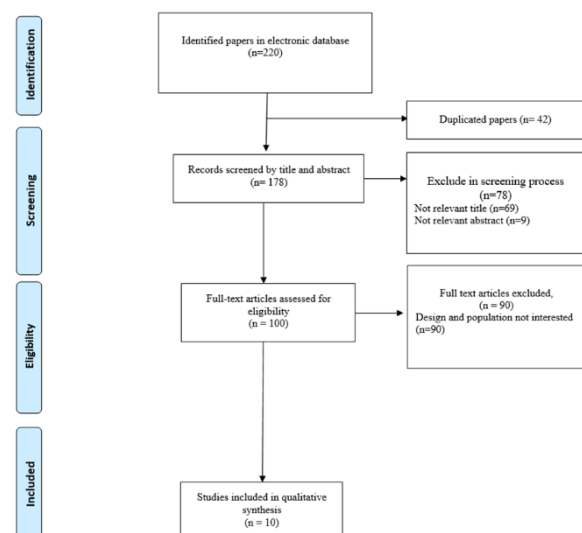 Identification
Identified papers in electronic database
(n=220)
Duplicated papers (n= 42)
Screening
Records screened by title and abstract
(n= 178)
Exclude in screening process
(n=78)
Not relevant title (n=69)
Not relevant abstract (n=9)
Eligibility
Full-text articles assessed for
eligibility
(n = 100)
Full text articles excluded,
(n = 90)
Design and population not interested
(n=90)
Included
Studies included in qualitative
synthesis
(n = 10)